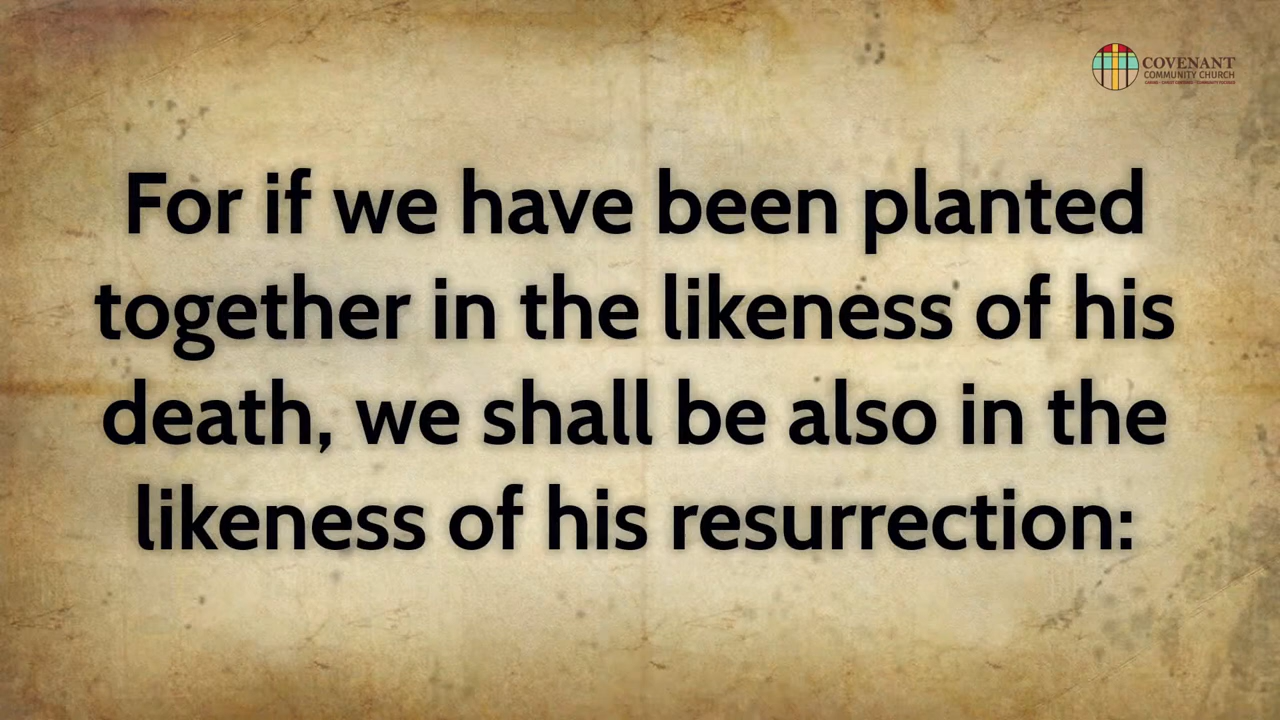 COVENANT
COMMUNITY CHURCH
For if we have been planted
together in the likeness of his
death, we shall be also in the
likeness of his resurrection: